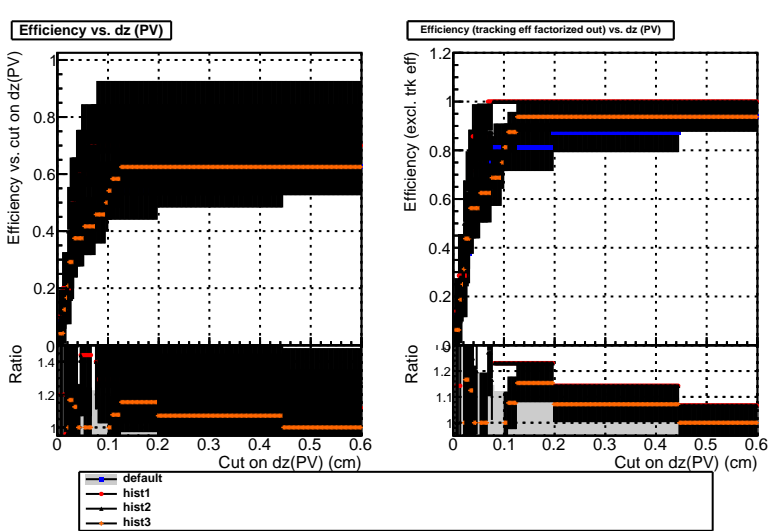 Efficiency vs. dz (PV)
Efficiency (tracking eff factorized out) vs. dz (PV)
Efficiency vs. cut on dz(PV)
1
0.8
0.6
0.4
0.2
0
Ratio
1.4
1.2
1
0 0.1 0.2 0.3 0.4 0.5 0.6
Cut on dz(PV) (cm)
Efficiency (excl. trk eff)
1.2
1
0.8
0.6
0.4
0.2
0
Ratio
1.2
1.1
1
0 0.1 0.2 0.3 0.4 0.5 0.6
Cut on dz(PV) (cm)
default
hist1
hist2
hist3